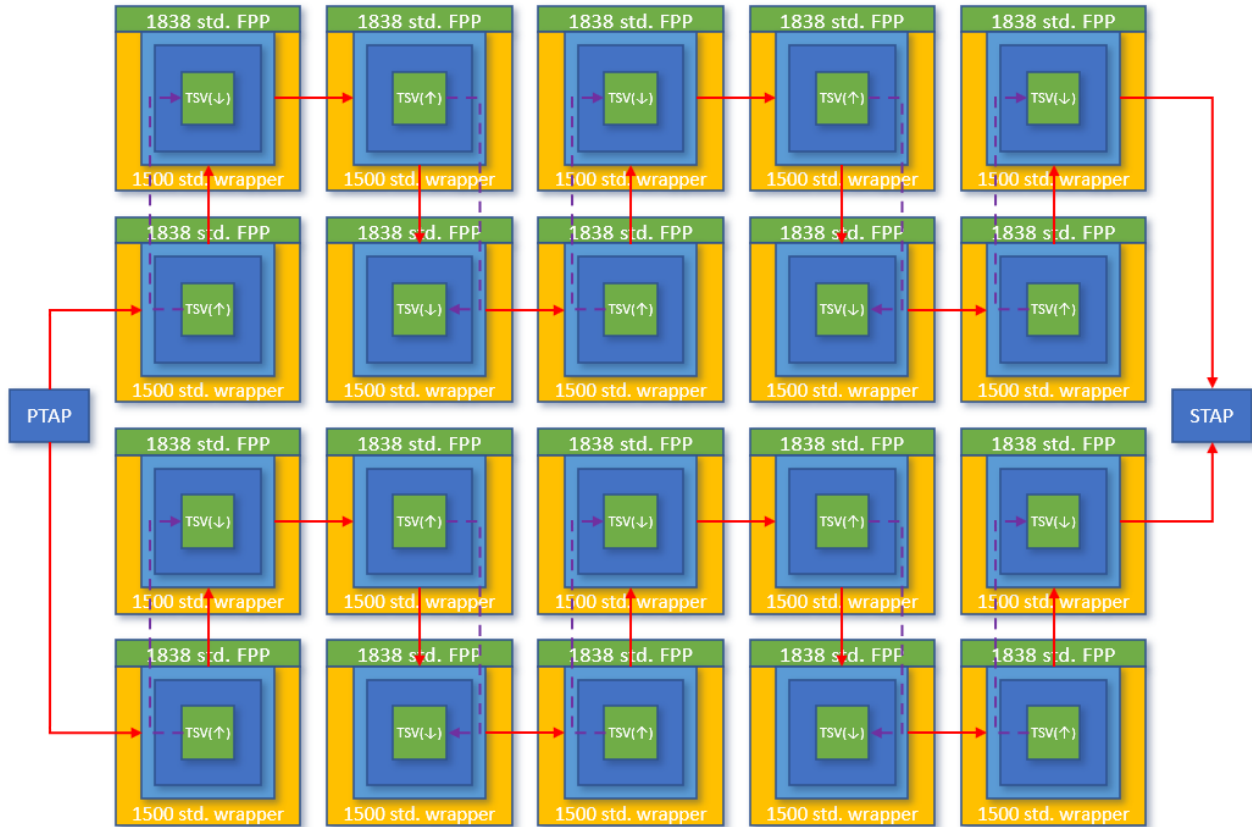 1838 std. FPP 1838 std. FPP 1838 std. FPP 1838 std. FPP 1838 std. FPP
TSV(↓) TSV(↑) TSV(↓) TSV(↑) TSV(↓)
1500 std. wrapper 1500 std. wrapper 1500 std. wrapper 1500 std. wrapper 1500 std. wrapper
1838 std. FPP 1838 std. FPP 1838 std. FPP 1838 std. FPP 1838 std. FPP
TSV(↑) TSV(↓) TSV(↑) TSV(↓) TSV(↑)
1500 std. wrapper 1500 std. wrapper 1500 std. wrapper 1500 std. wrapper 1500 std. wrapper
PTAP STAP
1838 std. FPP 1838 std. FPP 1838 std. FPP 1838 std. FPP 1838 std. FPP
TSV(↓) TSV(↑) TSV(↓) TSV(↑) TSV(↓)
1500 std. wrapper 1500 std. wrapper 1500 std. wrapper 1500 std. wrapper 1500 std. wrapper
1838 std. FPP 1838 std. FPP 1838 std. FPP 1838 std. FPP 1838 std. FPP
TSV(↑) TSV(↓) TSV(↑) TSV(↓) TSV(↑)
1500 std. wrapper 1500 std. wrapper 1500 std. wrapper 1500 std. wrapper 1500 std. wrapper